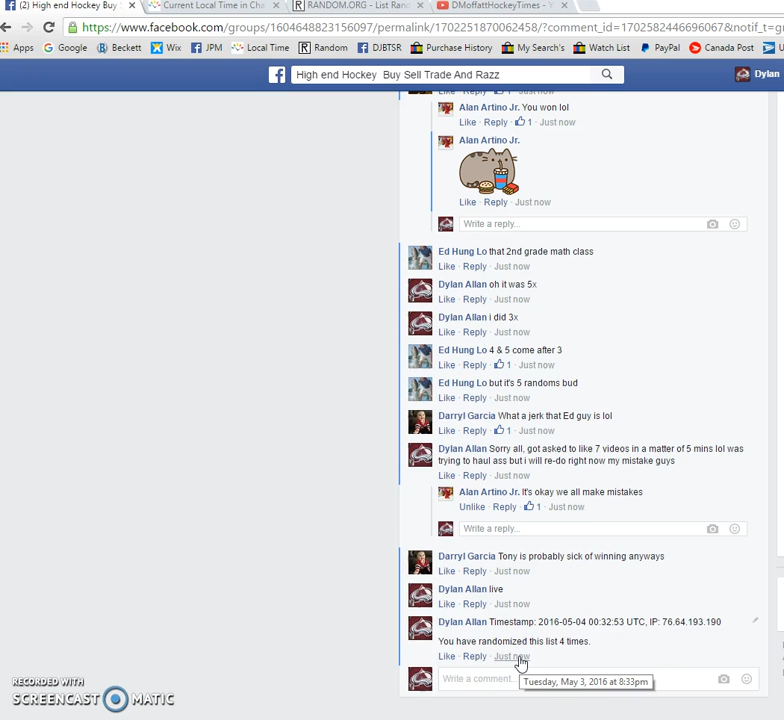 (2) High end Hockey Buy
Current Local Time in Cha
RANDOM.ORG - List Ran
DMoffattHockeyTimes - Y
https://www.facebook.com/groups/1604648823156097/permalink/1702251870062458/?comment_id=1702582446696067&notif_t=g
Apps Google Beckett Wix JPM Local Time Random DJBTSR Purchase History My Search's Watch List PayPal Canada Post
High end Hockey Buy Sell Trade And Razz
Dylan
Like · Reply · 1 · Just now
Alan Artino Jr. You won lol
Like · Reply · 1 · Just now
Alan Artino Jr.
Like · Reply · Just now
Write a reply...
Ed Hung Lo that 2nd grade math class
Like · Reply · Just now
Dylan Allan oh it was 5x
Like · Reply · Just now
Dylan Allan i did 3x
Like · Reply · Just now
Ed Hung Lo 4 & 5 come after 3
Like · Reply · 1 · Just now
Ed Hung Lo but it's 5 randoms bud
Like · Reply · Just now
Darryl Garcia What a jerk that Ed guy is lol
Like · Reply · 1 · Just now
Dylan Allan Sorry all, got asked to like 7 videos in a matter of 5 mins lol was
trying to haul ass but i will re-do right now my mistake guys
Like · Reply · Just now
Alan Artino Jr. It's okay we all make mistakes
Unlike · Reply · 1 · Just now
Write a reply...
Darryl Garcia Tony is probably sick of winning anyways
Like · Reply · Just now
Dylan Allan live
Like · Reply · Just now
Dylan Allan Timestamp: 2016-05-04 00:32:53 UTC, IP: 76.64.193.190
You have randomized this list 4 times.
Like · Reply · Just now
Write a comment...
Tuesday, May 3, 2016 at 8:33pm
RECORDED WITH
SCREENCAST MATIC